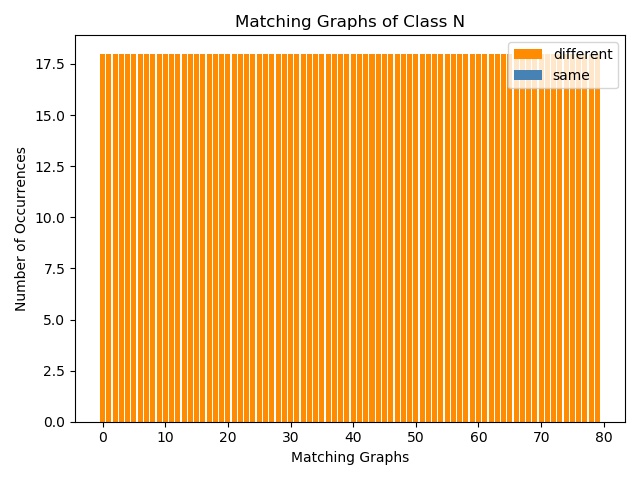 Matching Graphs of Class N
different
same
Number of Occurrences
17.5
15.0
12.5
10.0
7.5
5.0
2.5
0.0
0 10 20 30 40 50 60 70 80
Matching Graphs